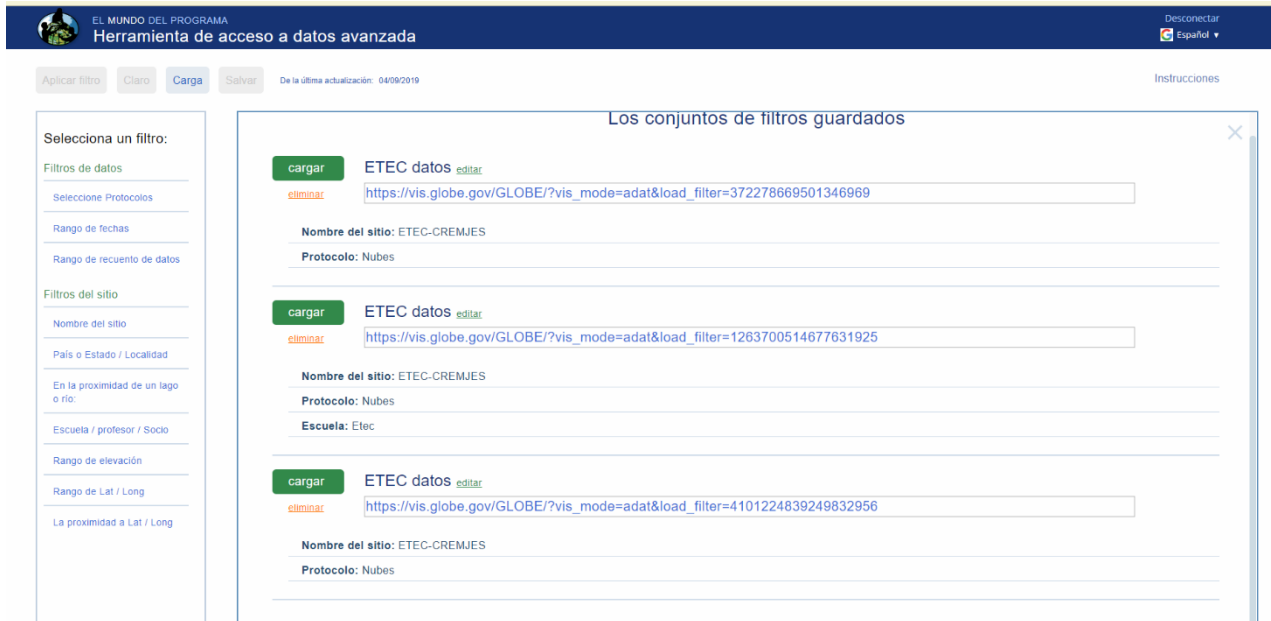 EL MUNDO DEL PROGRAMA
Herramienta de acceso a datos avanzada
Desconectar
Español ▼
Aplicar filtro Claro Carga Salvar De la última actualización: 04/09/2019 Instrucciones
Selecciona un filtro:
Filtros de datos
Seleccione Protocolos
Rango de fechas
Rango de recuento de datos
Filtros del sitio
Nombre del sitio
País o Estado / Localidad
En la proximidad de un lago
o río:
Escuela / profesor / Socio
Rango de elevación
Rango de Lat / Long
La proximidad a Lat / Long
Los conjuntos de filtros guardados
cargar ETEC datos editar
eliminar https://vis.globe.gov/GLOBE/?vis_mode=adat&load_filter=372278669501346969
Nombre del sitio: ETEC-CREMJES
Protocolo: Nubes
cargar ETEC datos editar
eliminar https://vis.globe.gov/GLOBE/?vis_mode=adat&load_filter=1263700514677631925
Nombre del sitio: ETEC-CREMJES
Protocolo: Nubes
Escuela: Etec
cargar ETEC datos editar
eliminar https://vis.globe.gov/GLOBE/?vis_mode=adat&load_filter=4101224839249832956
Nombre del sitio: ETEC-CREMJES
Protocolo: Nubes